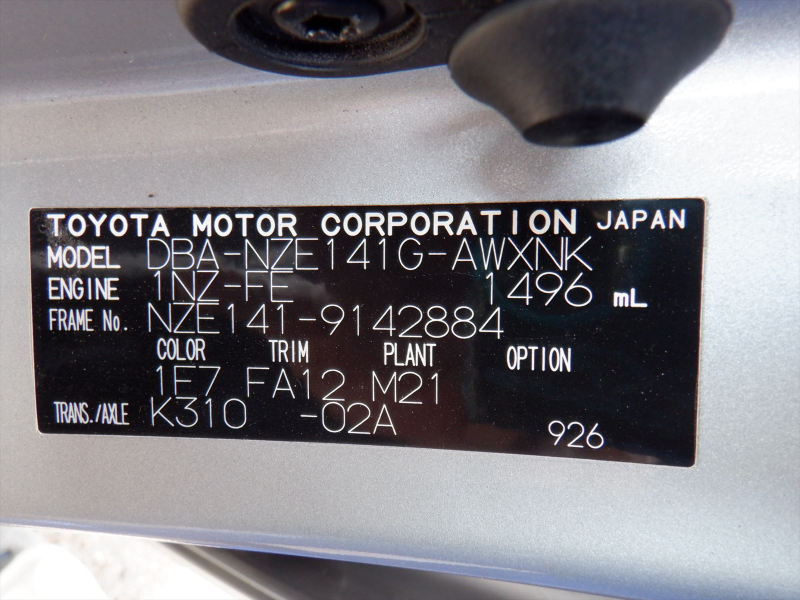 TOYOTA MOTOR CORPORATION JAPAN
MODEL DBA-NZE141G-AWXNK
ENGINE 1NZ-FE 1496 mL
FRAME No. NZE141-9142884
COLOR TRIM PLANT OPTION
1E7 FA12 M21
TRANS./AXLE K310 -02A
926